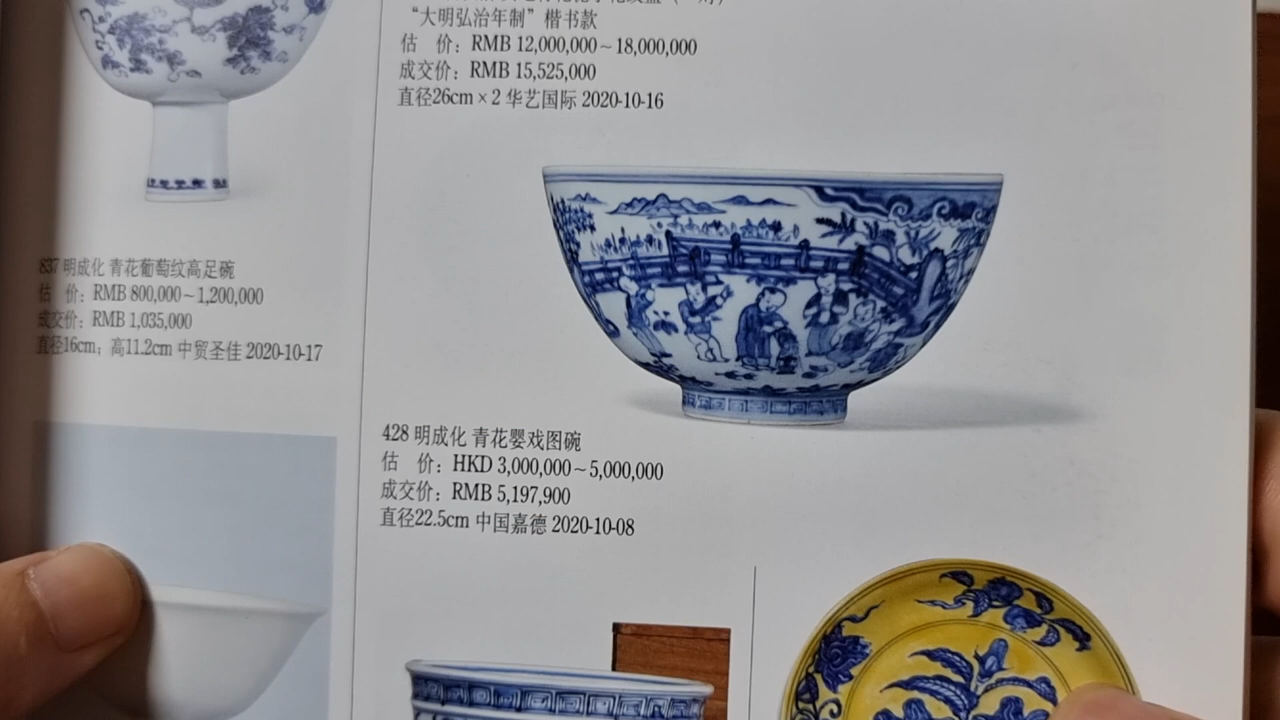 “大明弘治年制”楷书款
估 价：RMB 12,000,000~18,000,000
成交价：RMB 15,525,000
直径26cm×2 华艺国际 2020-10-16
837 明成化 青花葡萄纹高足碗
估 价：RMB 800,000~1,200,000
成交价：RMB 1,035,000
直径16cm；高11.2cm 中贸圣佳 2020-10-17
428 明成化 青花婴戏图碗
估 价：HKD 3,000,000~5,000,000
成交价：RMB 5,197,900
直径22.5cm 中国嘉德 2020-10-08